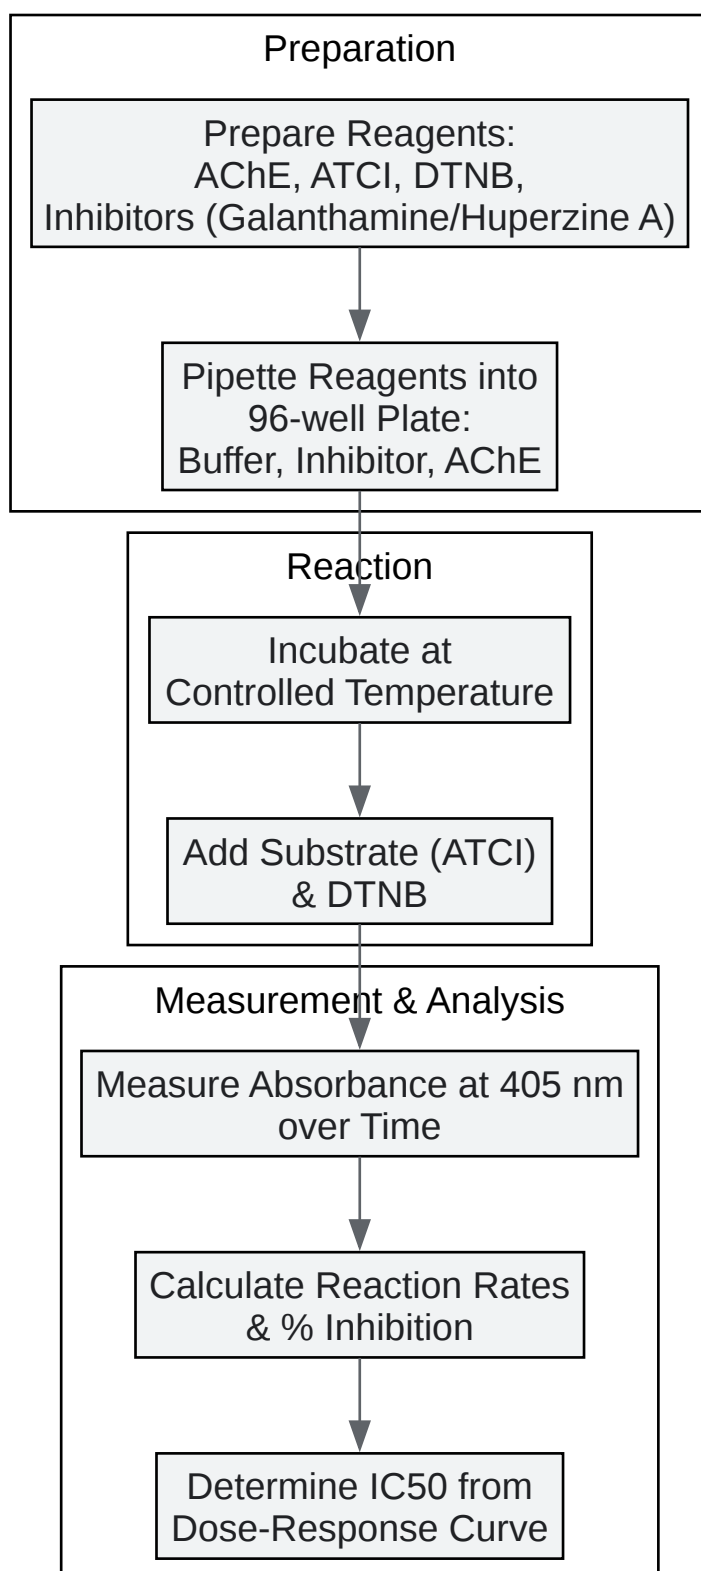 Preparation
Prepare Reagents:
AChE, ATCI, DTNB,
Inhibitors (Galanthamine/Huperzine A)
Pipette Reagents into
96-well Plate:
Buffer, Inhibitor, AChE
Reaction
Incubate at
Controlled Temperature
Add Substrate (ATCI)
& DTNB
Measurement & Analysis
Measure Absorbance at 405 nm
over Time
Calculate Reaction Rates
& % Inhibition
Determine IC50 from
Dose-Response Curve